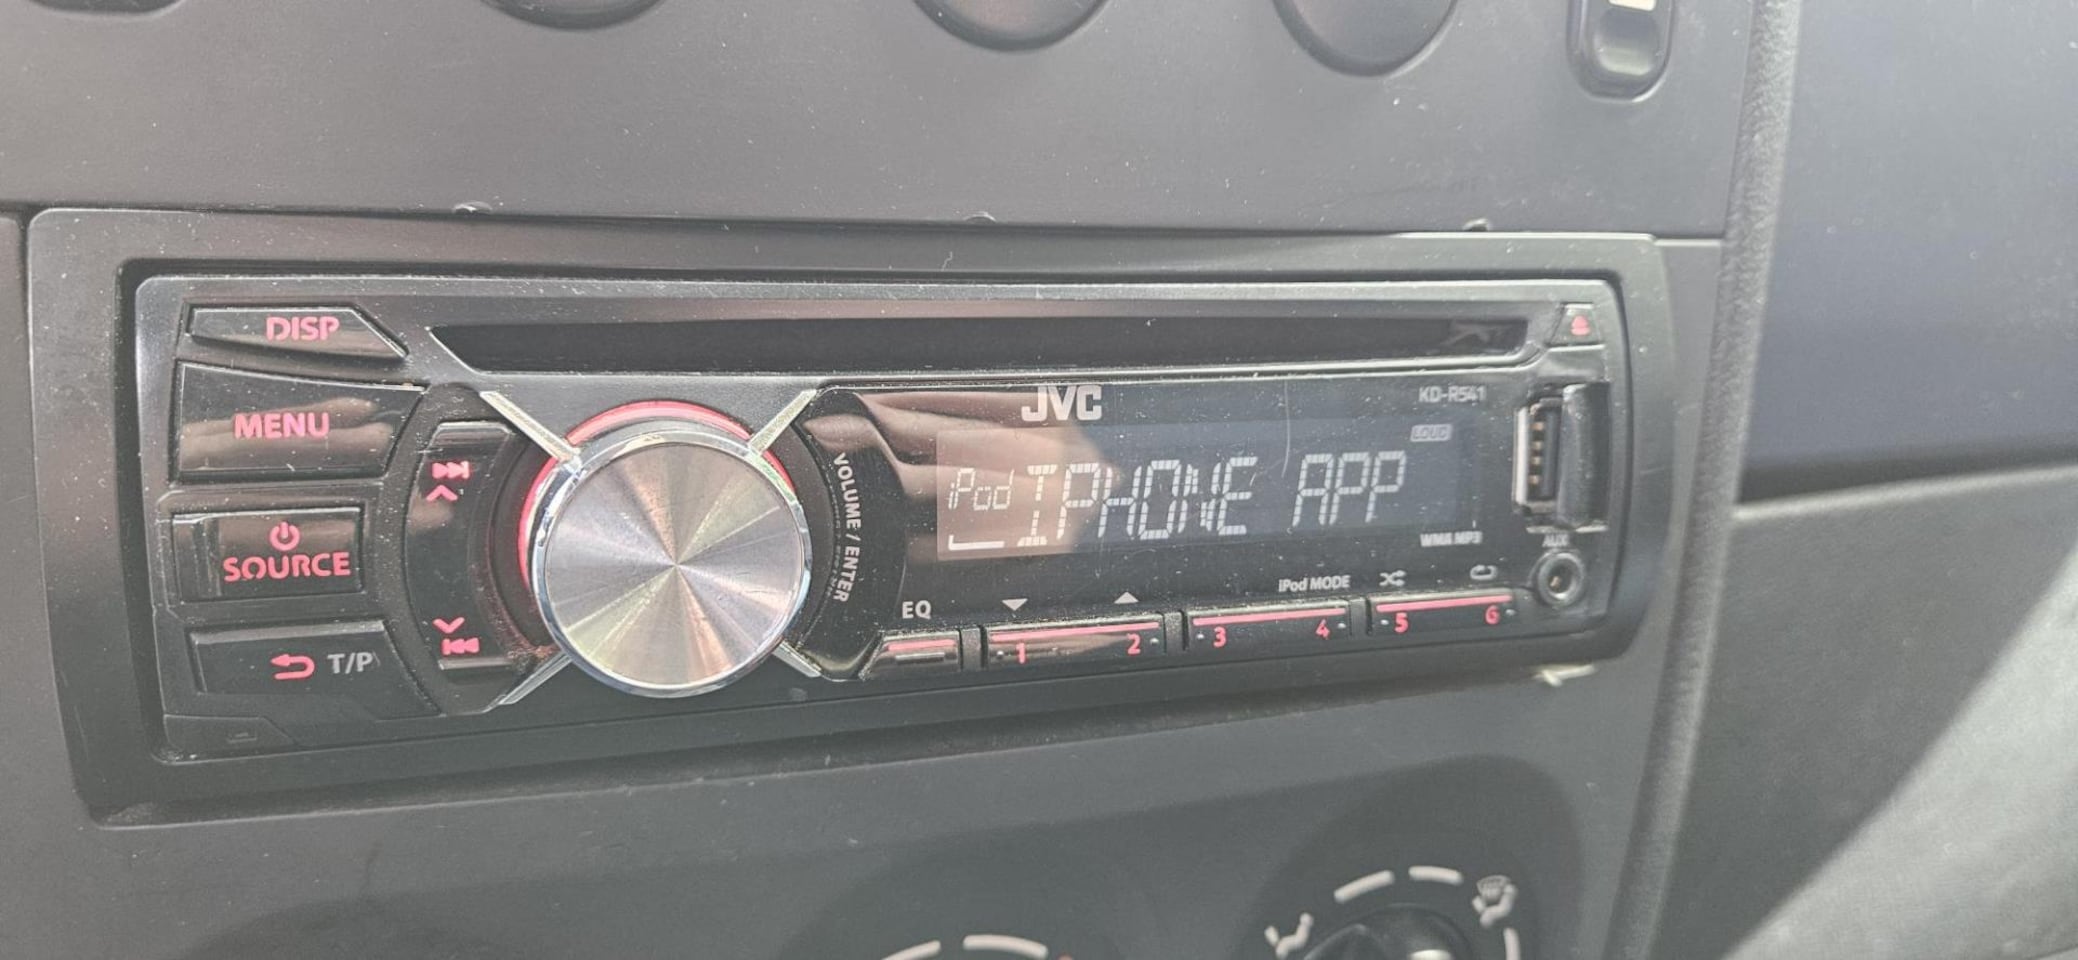 DISP
MENU
SOURCE
T/P
VOLUME / ENTER
JVC
KD-R541
LOUD
iPod IPHONE APP
WMA MP3
AUX
EQ
iPod MODE
1 2 3 4 5 6